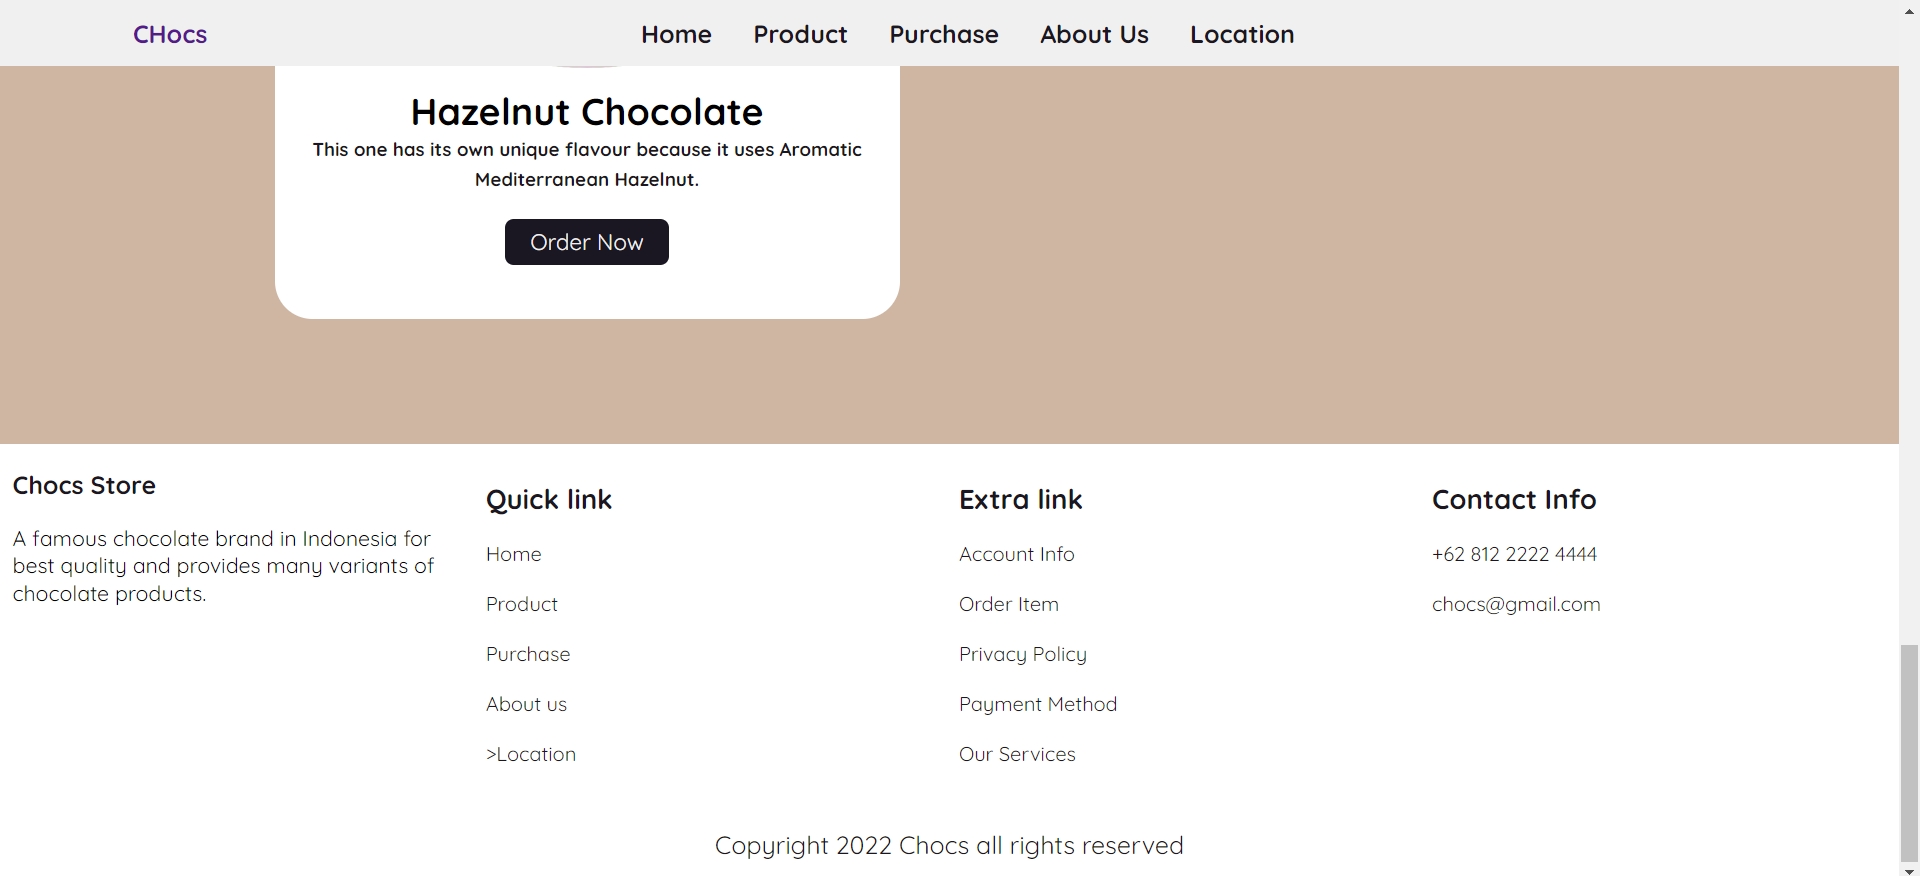 CHocs
Home
Product
Purchase
About Us
Location
Hazelnut Chocolate
This one has its own unique flavour because it uses Aromatic
Mediterranean Hazelnut.
Order Now
Chocs Store
A famous chocolate brand in Indonesia for
best quality and provides many variants of
chocolate products.
Quick link
Home
Product
Purchase
About us
>Location
Extra link
Account Info
Order Item
Privacy Policy
Payment Method
Our Services
Contact Info
+62 812 2222 4444
chocs@gmail.com
Copyright 2022 Chocs all rights reserved